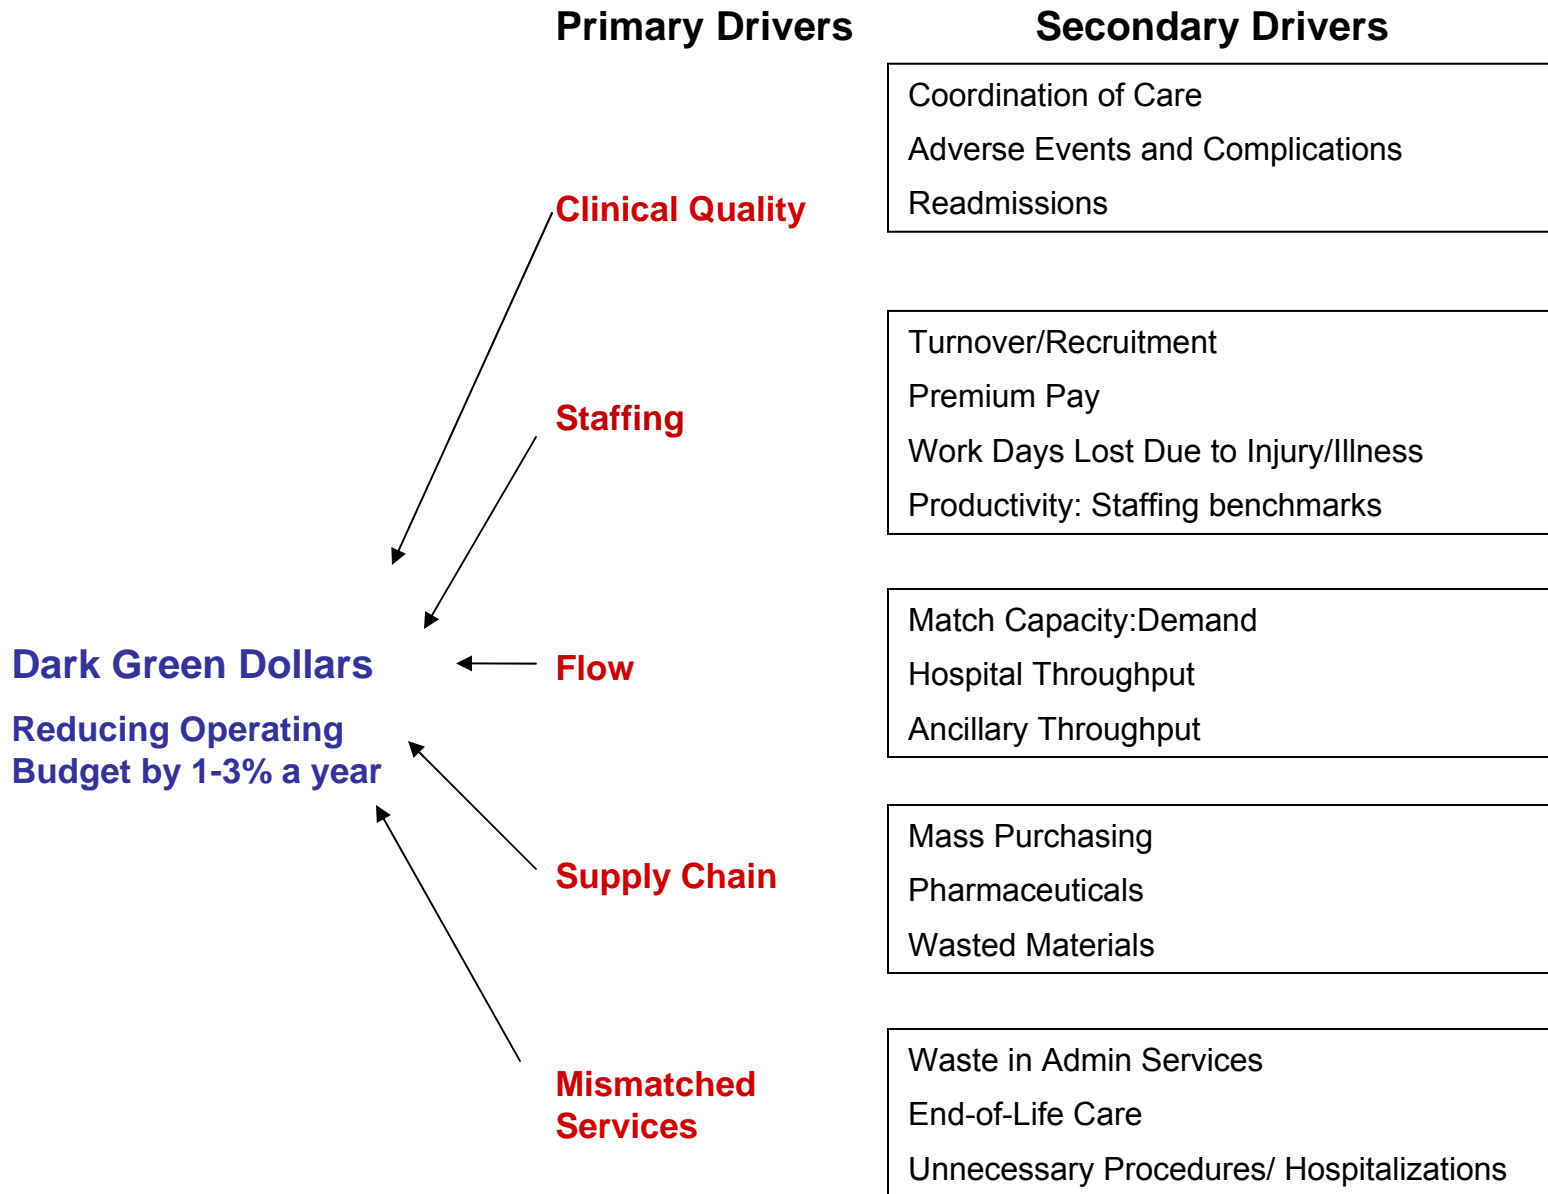 Primary Drivers
Secondary Drivers
Coordination of Care
Adverse Events and Complications
Readmissions
Clinical Quality
Turnover/Recruitment
Premium Pay
Work Days Lost Due to Injury/Illness
Productivity: Staffing benchmarks
Staffing
Match Capacity:Demand
Hospital Throughput
Ancillary Throughput
Dark Green Dollars
Reducing Operating
Budget by 1-3% a year
Flow
Mass Purchasing
Pharmaceuticals
Wasted Materials
Supply Chain
Waste in Admin Services
End-of-Life Care
Unnecessary Procedures/ Hospitalizations
Mismatched
Services